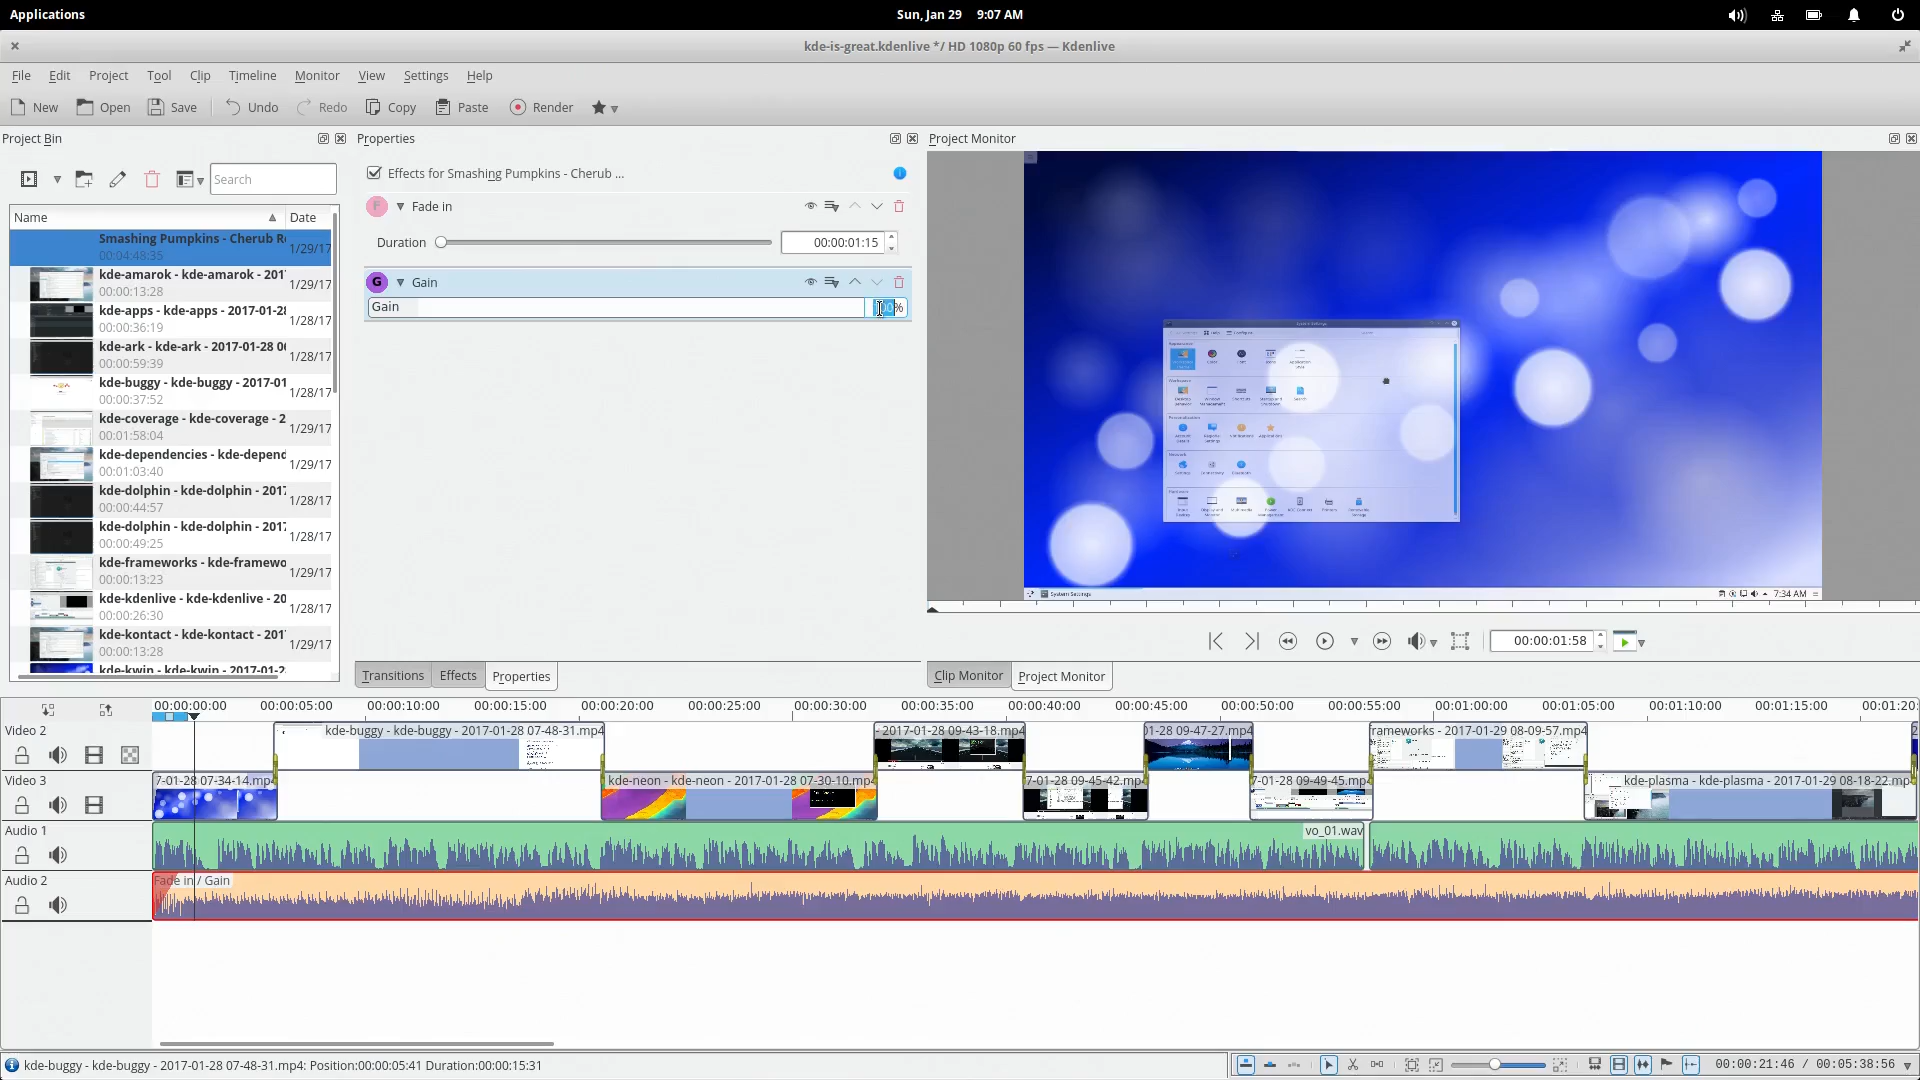 Applications
Sun, Jan 29 9:07 AM
kde-is-great.kdenlive */ HD 1080p 60 fps — Kdenlive
File Edit Project Tool Clip Timeline Monitor View Settings Help
New Open Save Undo Redo Copy Paste Render
Project Bin
Properties
Project Monitor
Search
Effects for Smashing Pumpkins - Cherub ...
Name Date
Fade in
Duration 00:00:01:15
G Gain
Gain
%
Smashing Pumpkins - Cherub R
00:04:48:35
1/29/17
kde-amarok - kde-amarok - 201
00:00:13:28
1/29/17
kde-apps - kde-apps - 2017-01-28
00:00:36:19
1/28/17
kde-ark - kde-ark - 2017-01-28 0
00:00:59:39
1/28/17
kde-buggy - kde-buggy - 2017-01
00:00:37:52
1/28/17
kde-coverage - kde-coverage - 2
00:01:58:04
1/29/17
kde-dependencies - kde-depend
00:01:03:40
1/29/17
kde-dolphin - kde-dolphin - 2017
00:00:44:57
1/28/17
kde-dolphin - kde-dolphin - 2017
00:00:49:25
1/28/17
kde-frameworks - kde-framewo
00:00:13:23
1/29/17
kde-kdenlive - kde-kdenlive - 20
00:00:26:30
1/28/17
kde-kontact - kde-kontact - 201
00:00:13:28
1/29/17
kde-kwin - kde-kwin - 2017-01-2
System Settings
7:34 AM
00:00:01:58
Transitions Effects Properties
Clip Monitor Project Monitor
00:00:00:00 00:00:05:00 00:00:10:00 00:00:15:00 00:00:20:00 00:00:25:00 00:00:30:00 00:00:35:00 00:00:40:00 00:00:45:00 00:00:50:00 00:00:55:00 00:01:00:00 00:01:05:00 00:01:10:00 00:01:15:00 00:01:20:
Video 2
kde-buggy - kde-buggy - 2017-01-28 07-48-31.mp4
- 2017-01-28 09-43-18.mp4
01-28 09-47-27.mp4
rameworks - 2017-01-29 08-09-57.mp4
Video 3
7-01-28 07-34-14.mp4
kde-neon - kde-neon - 2017-01-28 07-30-10.mp4
7-01-28 09-45-42.mp4
7-01-28 09-49-45.mp4
kde-plasma - kde-plasma - 2017-01-29 08-18-22.mp4
Audio 1
vo_01.wav
Audio 2
Fade in / Gain
kde-buggy - kde-buggy - 2017-01-28 07-48-31.mp4: Position:00:00:05:41 Duration:00:00:15:31
00:00:21:46 / 00:05:38:56